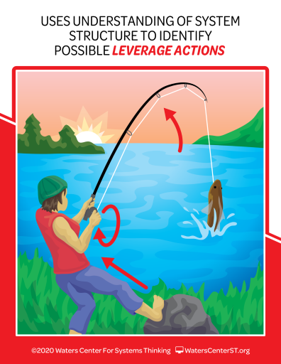 USES UNDERSTANDING OF SYSTEM
STRUCTURE TO IDENTIFY
POSSIBLE LEVERAGE ACTIONS
©2020 Waters Center For Systems Thinking WatersCenterST.org